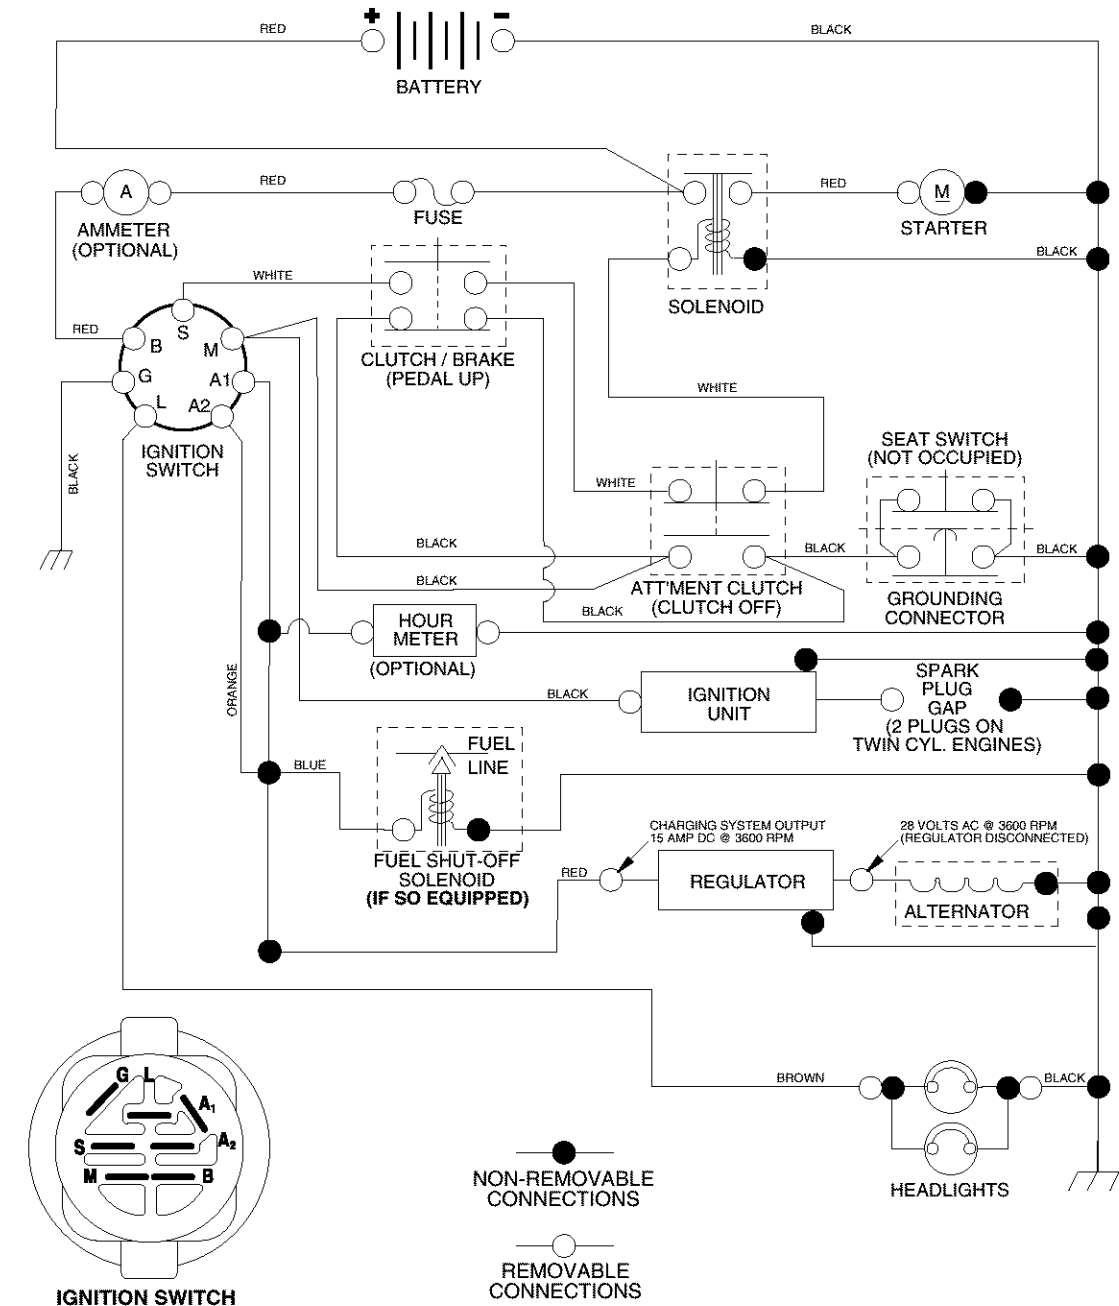 +
-
RED
BLACK
BATTERY
A
RED
RED
M
AMMETER
(OPTIONAL)
FUSE
STARTER
BLACK
WHITE
SOLENOID
RED
S
B
M
CLUTCH / BRAKE
(PEDAL UP)
G
A1
L
A2
WHITE
IGNITION
SWITCH
BLACK
SEAT SWITCH
(NOT OCCUPIED)
WHITE
BLACK
BLACK
BLACK
BLACK
ATT'MENT CLUTCH
(CLUTCH OFF)
BLACK
GROUNDING
CONNECTOR
HOUR
METER
(OPTIONAL)
ORANGE
BLACK
IGNITION
UNIT
SPARK
PLUG
GAP
(2 PLUGS ON
TWIN CYL. ENGINES)
FUEL
LINE
BLUE
FUEL SHUT-OFF
SOLENOID
(IF SO EQUIPPED)
CHARGING SYSTEM OUTPUT
15 AMP DC @ 3600 RPM
28 VOLTS AC @ 3600 RPM
(REGULATOR DISCONNECTED)
RED
REGULATOR
ALTERNATOR
BROWN
BLACK
HEADLIGHTS
G
L
A1
S
A2
M
B
IGNITION SWITCH
NON-REMOVABLE
CONNECTIONS
REMOVABLE
CONNECTIONS